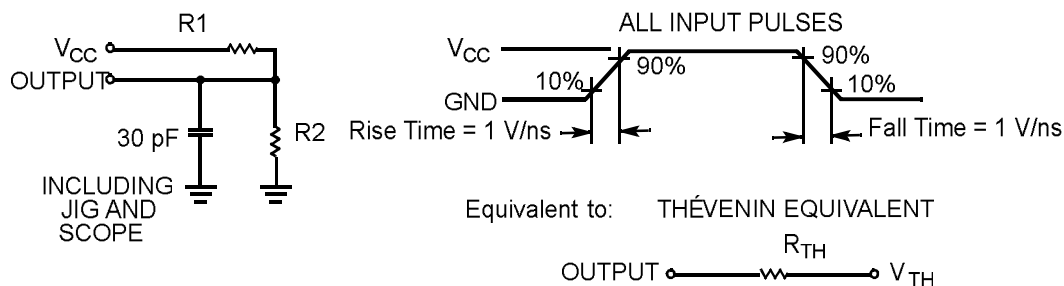 R1
VCC
OUTPUT
30 pF
R2
INCLUDING
JIG AND
SCOPE
ALL INPUT PULSES
VCC
GND
10%
90%
90%
10%
Rise Time = 1 V/ns
Fall Time = 1 V/ns
Equivalent to: THÉVENIN EQUIVALENT
RTH
OUTPUT VTH